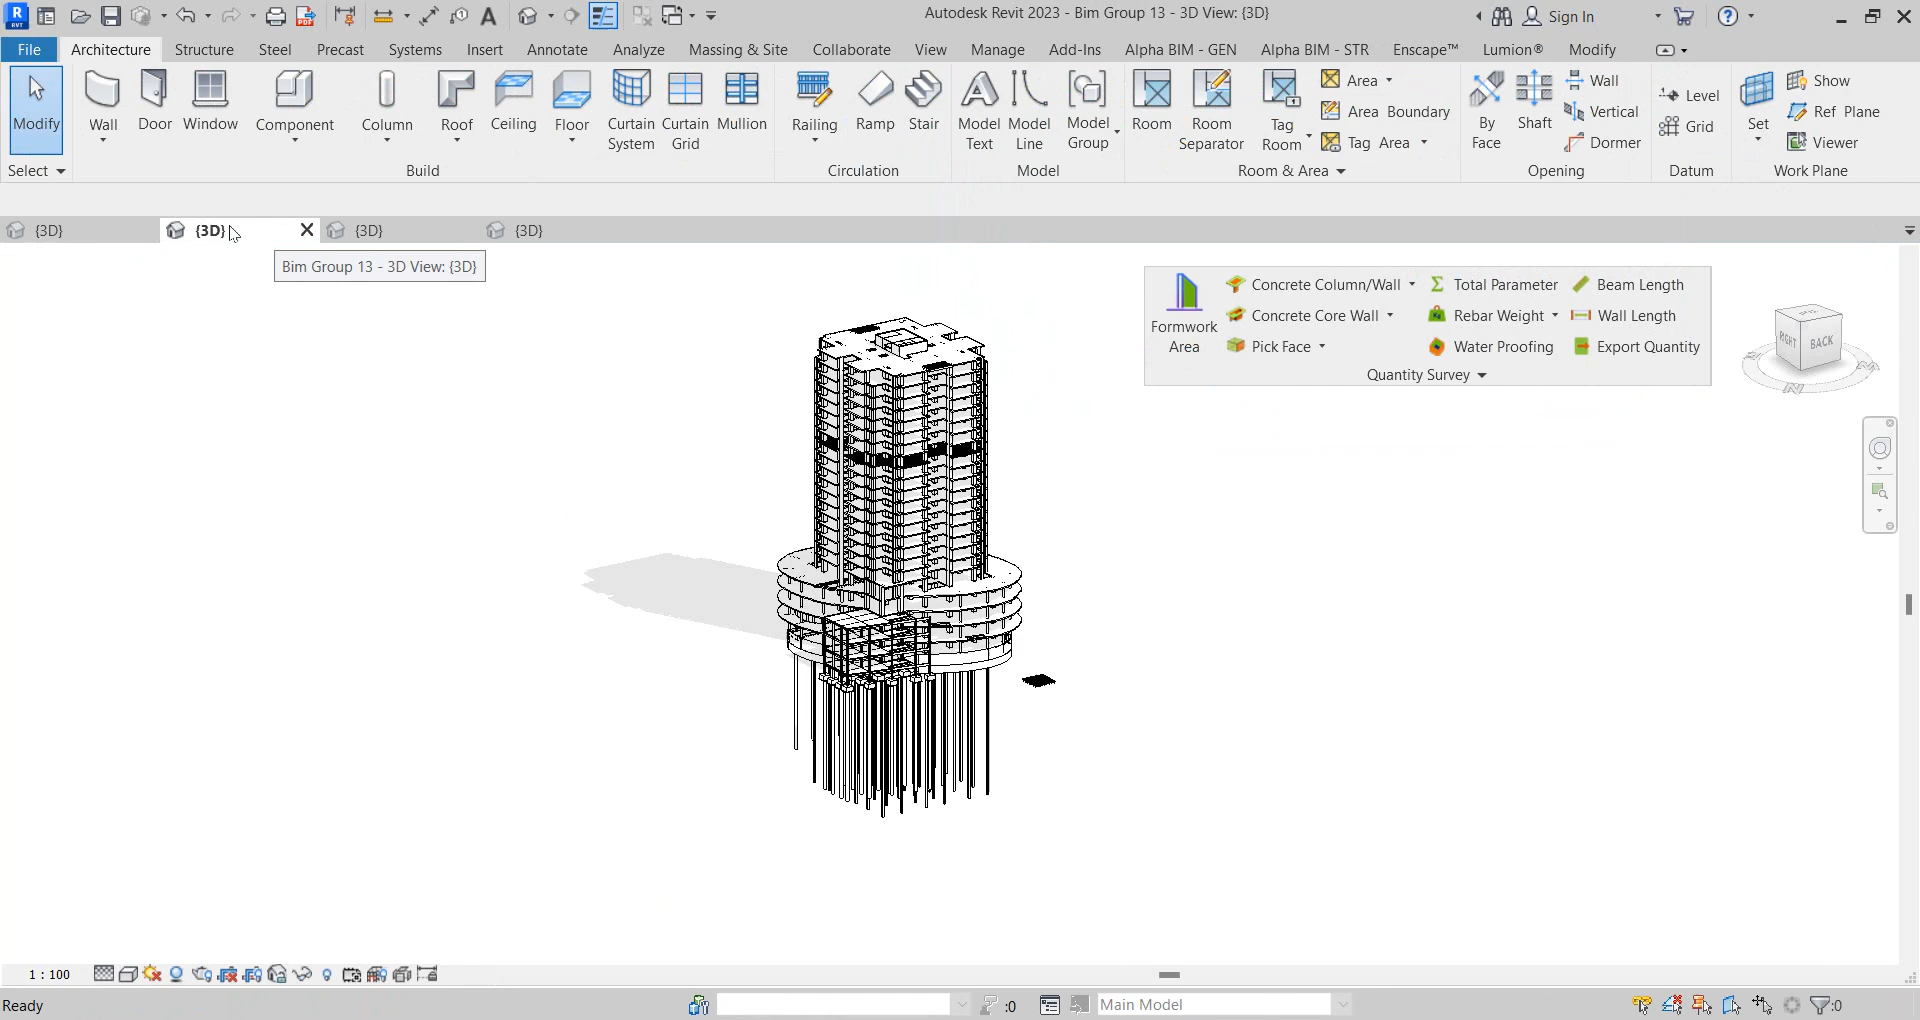 Autodesk Revit 2023 - Bim Group 13 - 3D View: {3D}
Sign In
File Architecture Structure Steel Precast Systems Insert Annotate Analyze Massing & Site Collaborate View Manage Add-Ins Alpha BIM - GEN Alpha BIM - STR Enscape™ Lumion® Modify
Modify
Wall
Door
Window
Component
Column
Roof
Ceiling
Floor
Curtain System
Curtain Grid
Mullion
Railing
Ramp
Stair
Model Text
Model Line
Model Group
Room
Room Separator
Tag Room
Area
Area Boundary
Tag Area
By Face
Shaft
Wall
Vertical
Dormer
Level
Grid
Set
Show
Ref Plane
Viewer
Select
Build
Circulation
Model
Room & Area
Opening
Datum
Work Plane
{3D}
{3D}
{3D}
{3D}
Bim Group 13 - 3D View: {3D}
Formwork Area
Concrete Column/Wall
Concrete Core Wall
Pick Face
Total Parameter
Rebar Weight
Water Proofing
Beam Length
Wall Length
Export Quantity
Quantity Survey
RIGHT
BACK
1 : 100
Ready
:0
Main Model
:0